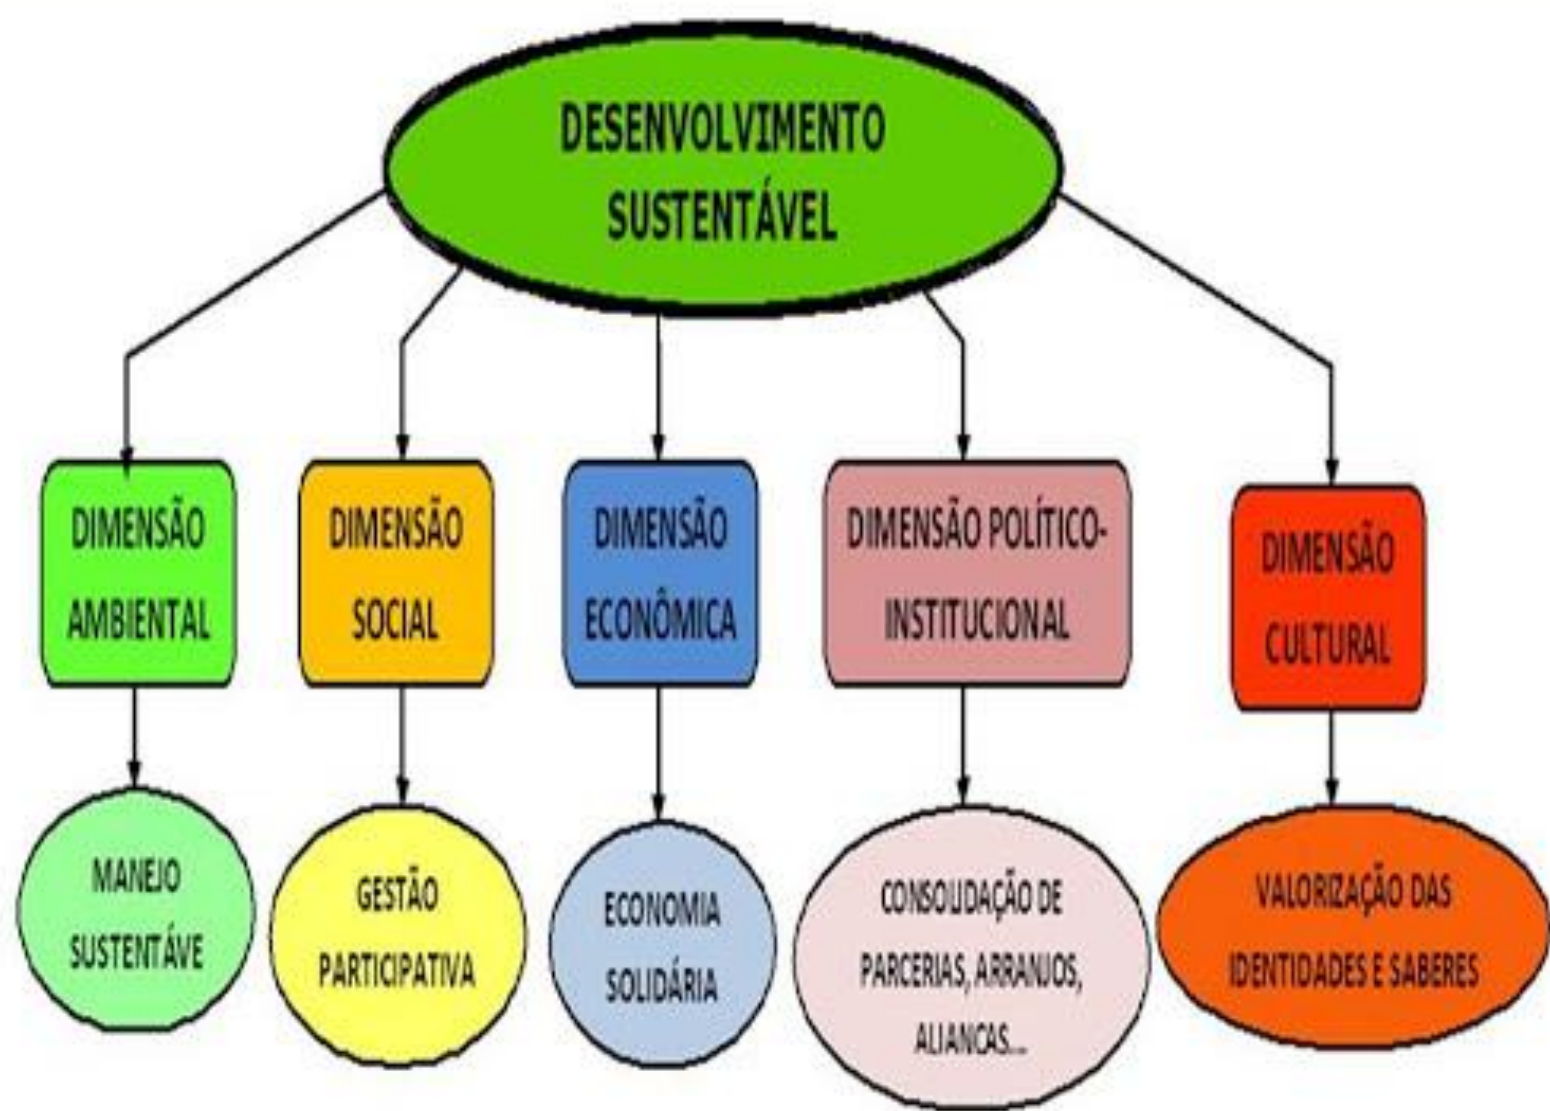 DESENVOLVIMENTO
SUSTENTÁVEL
DIMENSÃO
AMBIENTAL
DIMENSÃO
SOCIAL
DIMENSÃO
ECONÔMICA
DIMENSÃO POLÍTICO-
INSTITUCIONAL
DIMENSÃO
CULTURAL
MANEJO
SUSTENTÁVE
GESTÃO
PARTICIPATIVA
ECONOMIA
SOLIDÁRIA
CONSOLIDAÇÃO DE
PARCERIAS, ARRANJOS,
ALIANCAS...
VALORIZAÇÃO DAS
IDENTIDADES E SABERES